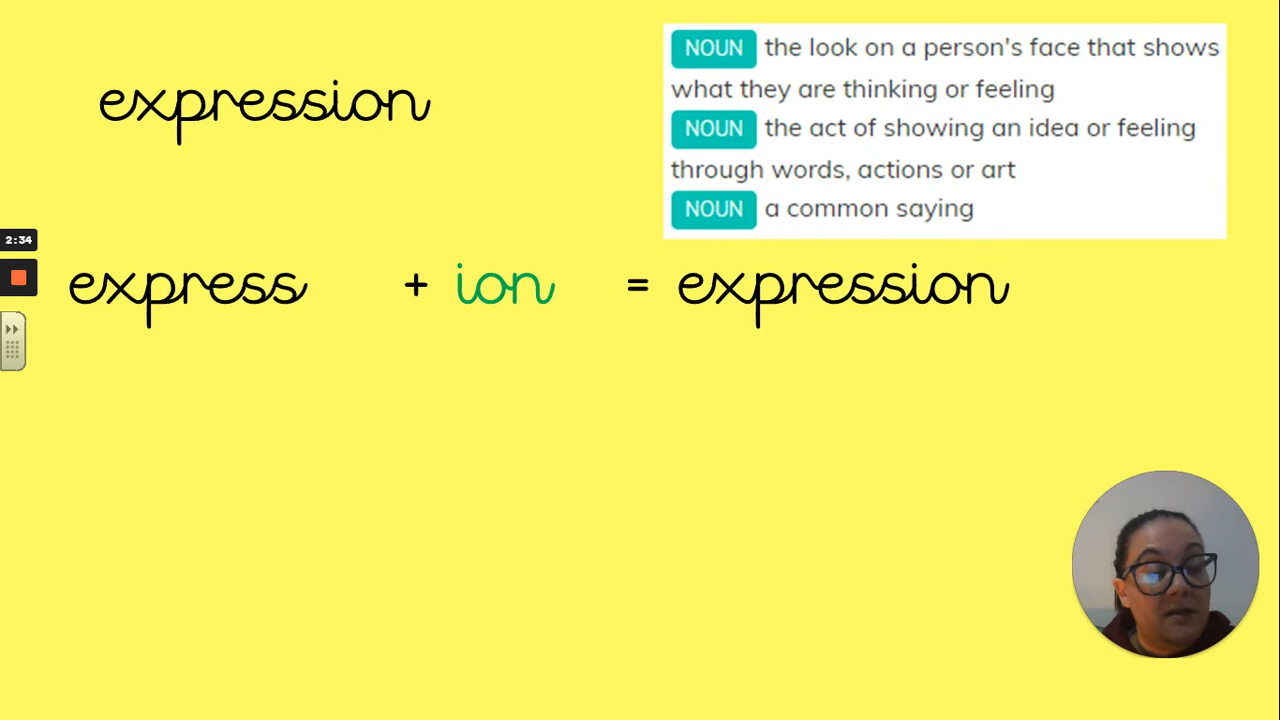 expression
NOUN the look on a person's face that shows
what they are thinking or feeling
NOUN the act of showing an idea or feeling
through words, actions or art
NOUN a common saying
2:34
express + ion = expression